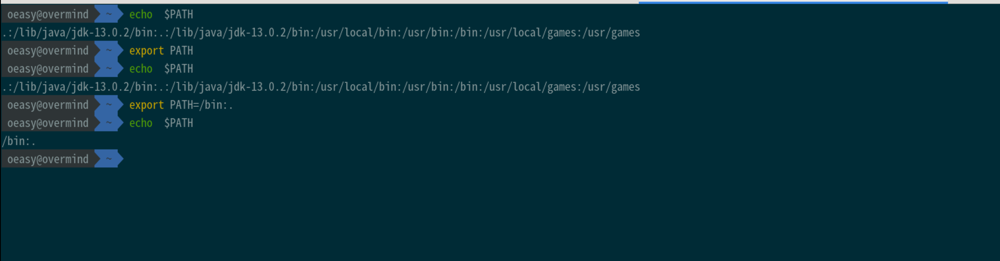 oeasy@overmind ~ echo  $PATH
.:/lib/java/jdk-13.0.2/bin:.:/lib/java/jdk-13.0.2/bin:/usr/local/bin:/usr/bin:/bin:/usr/local/games:/usr/games
oeasy@overmind ~ export PATH
oeasy@overmind ~ echo  $PATH
.:/lib/java/jdk-13.0.2/bin:.:/lib/java/jdk-13.0.2/bin:/usr/local/bin:/usr/bin:/bin:/usr/local/games:/usr/games
oeasy@overmind ~ export PATH=/bin:.
oeasy@overmind ~ echo  $PATH
/bin:.
oeasy@overmind ~